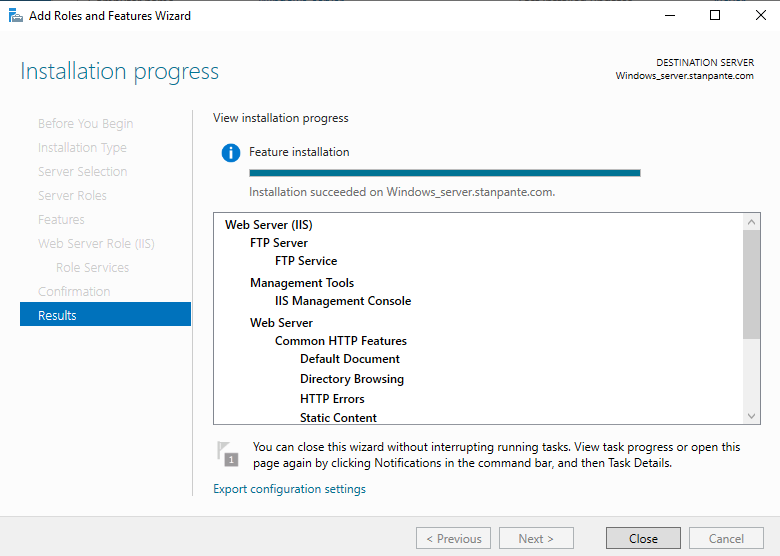 Add Roles and Features Wizard
Installation progress
DESTINATION SERVER
Windows_server.stanpante.com
Before You Begin
Installation Type
Server Selection
Server Roles
Features
Web Server Role (IIS)
Role Services
Confirmation
Results
View installation progress
Feature installation
Installation succeeded on Windows_server.stanpante.com.
Web Server (IIS)
FTP Server
FTP Service
Management Tools
IIS Management Console
Web Server
Common HTTP Features
Default Document
Directory Browsing
HTTP Errors
Static Content
1
You can close this wizard without interrupting running tasks. View task progress or open this
page again by clicking Notifications in the command bar, and then Task Details.
Export configuration settings
< Previous
Next >
Close
Cancel